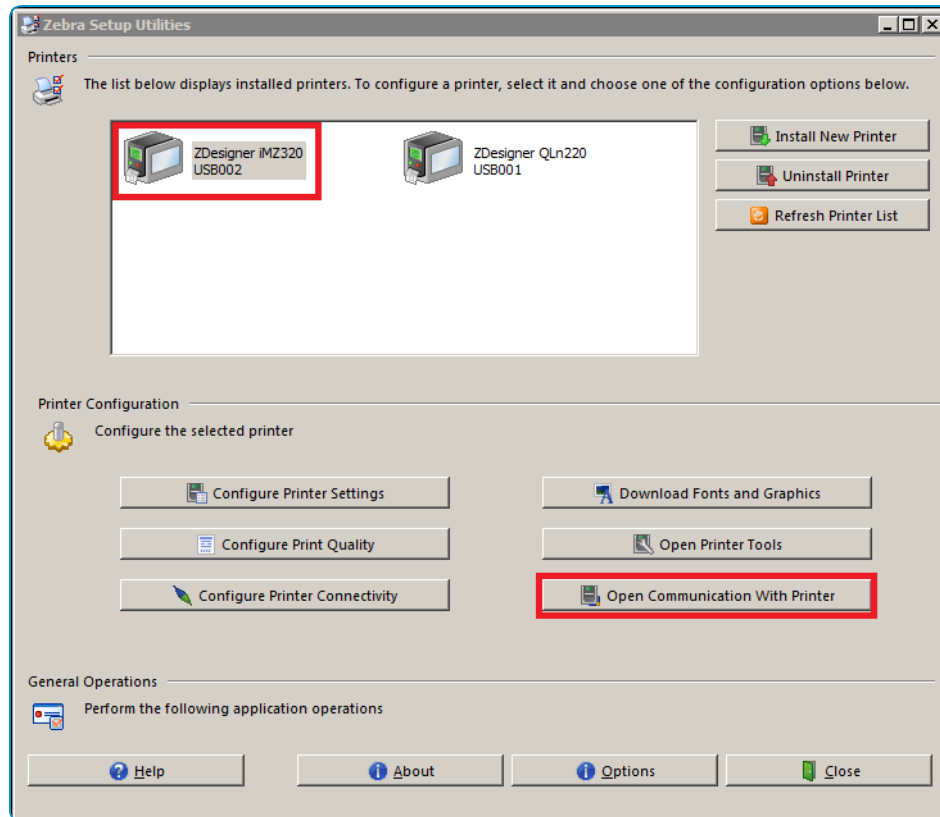 Zebra Setup Utilities
Printers
The list below displays installed printers. To configure a printer, select it and choose one of the configuration options below.
ZDesigner iMZ320
USB002
ZDesigner QLn220
USB001
Install New Printer
Uninstall Printer
Refresh Printer List
Printer Configuration
Configure the selected printer
Configure Printer Settings
Download Fonts and Graphics
Configure Print Quality
Open Printer Tools
Configure Printer Connectivity
Open Communication With Printer
General Operations
Perform the following application operations
Help
About
Options
Close